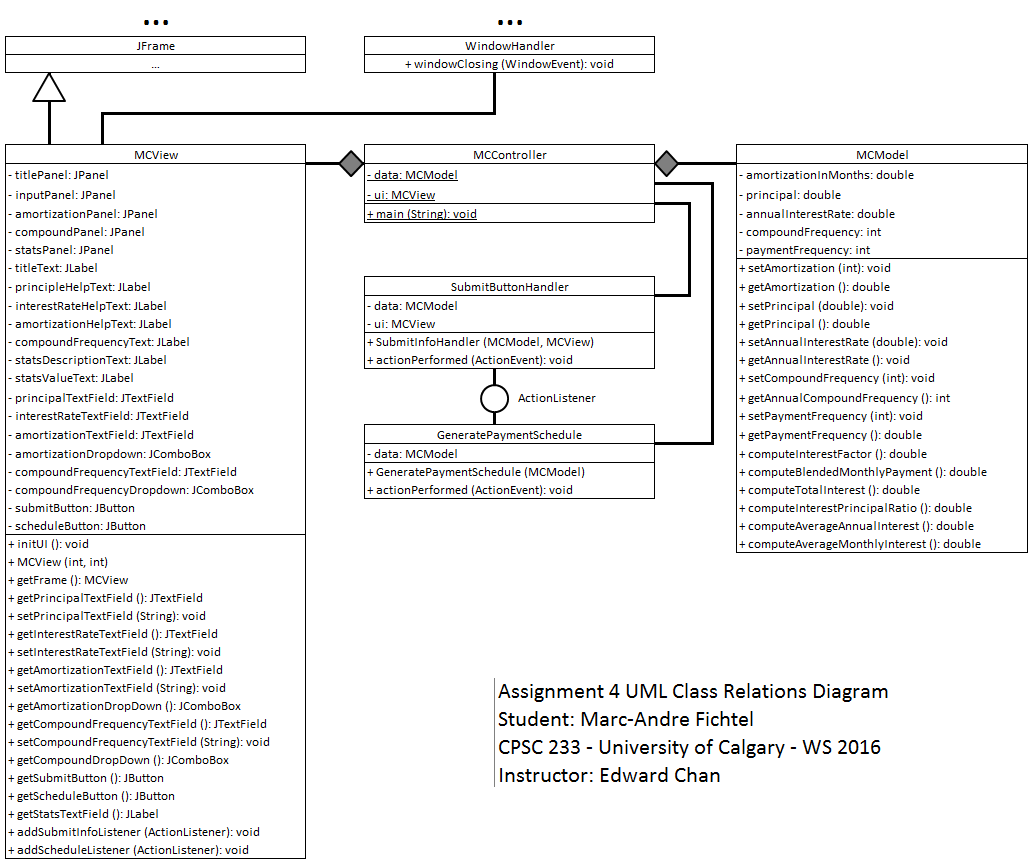 ...
JFrame
...
...
WindowHandler
+ windowClosing (WindowEvent): void
MCView
- titlePanel: JPanel
- inputPanel: JPanel
- amortizationPanel: JPanel
- compoundPanel: JPanel
- statsPanel: JPanel
- titleText: JLabel
- principleHelpText: JLabel
- interestRateHelpText: JLabel
- amortizationHelpText: JLabel
- compoundFrequencyText: JLabel
- statsDescriptionText: JLabel
- statsValueText: JLabel
- principalTextField: JTextField
- interestRateTextField: JTextField
- amortizationTextField: JTextField
- amortizationDropdown: JComboBox
- compoundFrequencyTextField: JTextField
- compoundFrequencyDropdown: JComboBox
- submitButton: JButton
- scheduleButton: JButton
+ initUI (): void
+ MCView (int, int)
+ getFrame (): MCView
+ getPrincipalTextField (): JTextField
+ setPrincipalTextField (String): void
+ getInterestRateTextField (): JTextField
+ setInterestRateTextField (String): void
+ getAmortizationTextField (): JTextField
+ setAmortizationTextField (String): void
+ getAmortizationDropDown (): JComboBox
+ getCompoundFrequencyTextField (): JTextField
+ setCompoundFrequencyTextField (String): void
+ getCompoundDropDown (): JComboBox
+ getSubmitButton (): JButton
+ getScheduleButton (): JButton
+ getStatsTextField (): JLabel
+ addSubmitInfoListener (ActionListener): void
+ addScheduleListener (ActionListener): void
MCController
- data: MCModel
- ui: MCView
+ main (String): void
SubmitButtonHandler
- data: MCModel
- ui: MCView
+ SubmitInfoHandler (MCModel, MCView)
+ actionPerformed (ActionEvent): void
ActionListener
GeneratePaymentSchedule
- data: MCModel
+ GeneratePaymentSchedule (MCModel)
+ actionPerformed (ActionEvent): void
MCModel
- amortizationInMonths: double
- principal: double
- annualInterestRate: double
- compoundFrequency: int
- paymentFrequency: int
+ setAmortization (int): void
+ getAmortization (): double
+ setPrincipal (double): void
+ getPrincipal (): double
+ setAnnualInterestRate (double): void
+ getAnnualInterestRate (): void
+ setCompoundFrequency (int): void
+ getAnnualCompoundFrequency (): int
+ setPaymentFrequency (int): void
+ getPaymentFrequency (): double
+ computeInterestFactor (): double
+ computeBlendedMonthlyPayment (): double
+ computeTotalInterest (): double
+ computeInterestPrincipalRatio (): double
+ computeAverageAnnualInterest (): double
+ computeAverageMonthlyInterest (): double
Assignment 4 UML Class Relations Diagram
Student: Marc-Andre Fichtel
CPSC 233 - University of Calgary - WS 2016
Instructor: Edward Chan